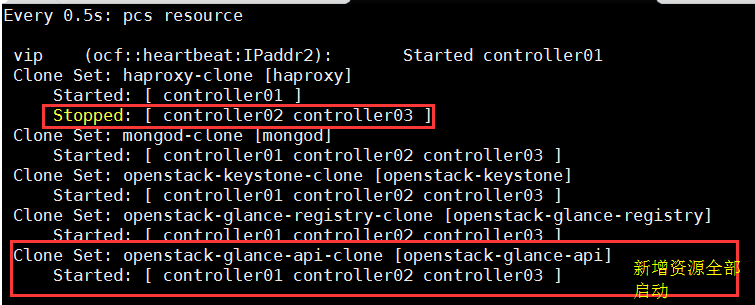 Every 0.5s: pcs resource
vip    (ocf::heartbeat:IPaddr2):       Started controller01
Clone Set: haproxy-clone [haproxy]
Started: [ controller01 ]
Stopped: [ controller02 controller03 ]
Clone Set: mongod-clone [mongod]
Started: [ controller01 controller02 controller03 ]
Clone Set: openstack-keystone-clone [openstack-keystone]
Started: [ controller01 controller02 controller03 ]
Clone Set: openstack-glance-registry-clone [openstack-glance-registry]
Started: [ controller01 controller02 controller03 ]
Clone Set: openstack-glance-api-clone [openstack-glance-api]
Started: [ controller01 controller02 controller03 ]
新增资源全部
启动